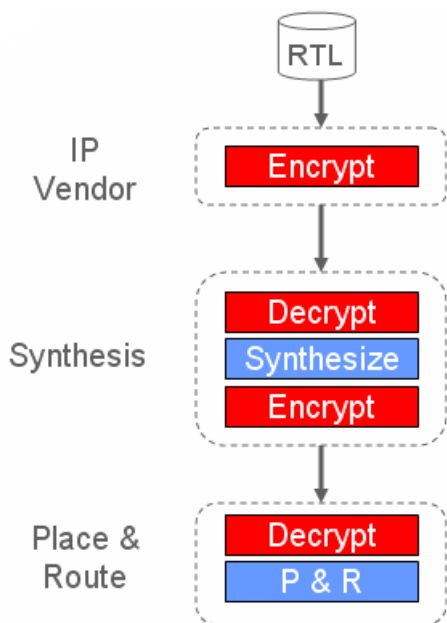 RTL
IP
Vendor
Encrypt
Synthesis
Decrypt
Synthesize
Encrypt
Place &
Route
Decrypt
P & R